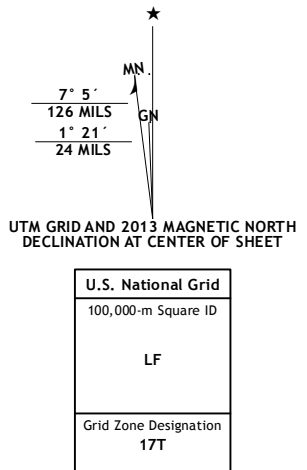 ★
MN
7° 5´
126 MILS
GN
1° 21´
24 MILS
UTM GRID AND 2013 MAGNETIC NORTH
DECLINATION AT CENTER OF SHEET
U.S. National Grid
100,000-m Square ID
LF
Grid Zone Designation
17T